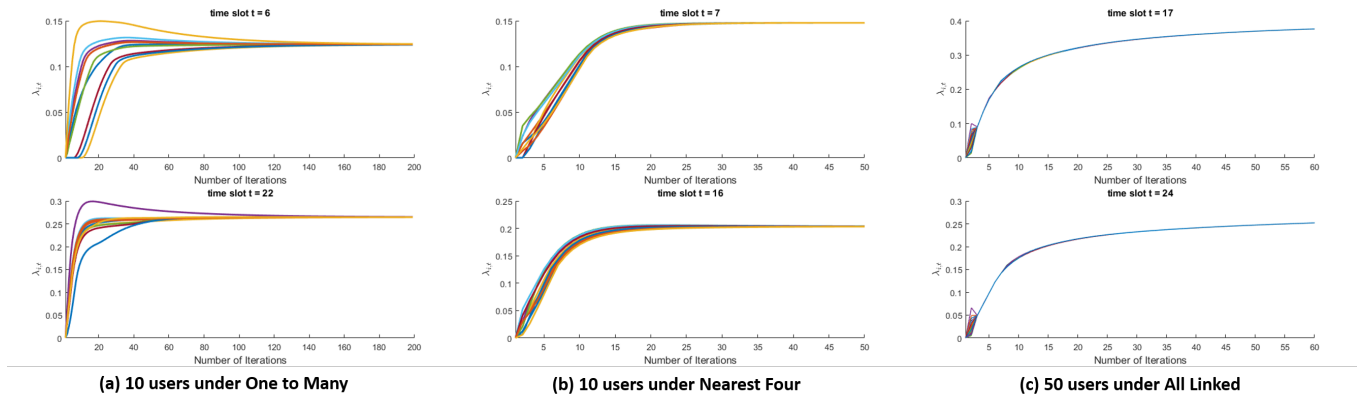 time slot t = 6
0.15
0.1
0.05
0
λi,t
20 40 60 80 100 120 140 160 180 200
Number of Iterations
time slot t = 22
0.3
0.25
0.2
0.15
0.1
0.05
0
λi,t
20 40 60 80 100 120 140 160 180 200
Number of Iterations
(a) 10 users under One to Many
time slot t = 7
0.15
0.1
0.05
0
λi,t
5 10 15 20 25 30 35 40 45 50
Number of Iterations
time slot t = 16
0.25
0.2
0.15
0.1
0.05
0
λi,t
5 10 15 20 25 30 35 40 45 50
Number of Iterations
(b) 10 users under Nearest Four
time slot t = 17
0.4
0.3
0.2
0.1
0
λi,t
5 10 15 20 25 30 35 40 45 50 55 60
Number of Iterations
time slot t = 24
0.3
0.25
0.2
0.15
0.1
0.05
0
λi,t
5 10 15 20 25 30 35 40 45 50 55 60
Number of Iterations
(c) 50 users under All Linked